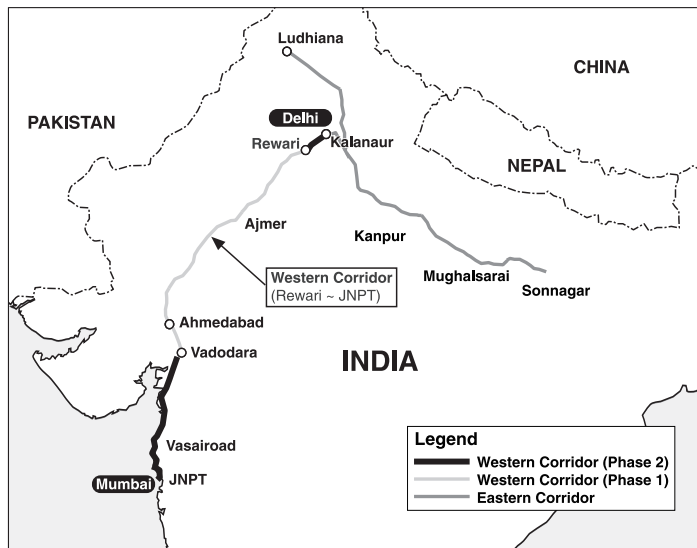 Ludhiana
CHINA
PAKISTAN
Delhi
Rewari
Kalanaur
NEPAL
Ajmer
Kanpur
Western Corridor
(Rewari ~ JNPT)
Mughalsarai
Sonnagar
Ahmedabad
Vadodara
INDIA
Vasairoad
Mumbai
JNPT
Legend
Western Corridor (Phase 2)
Western Corridor (Phase 1)
Eastern Corridor